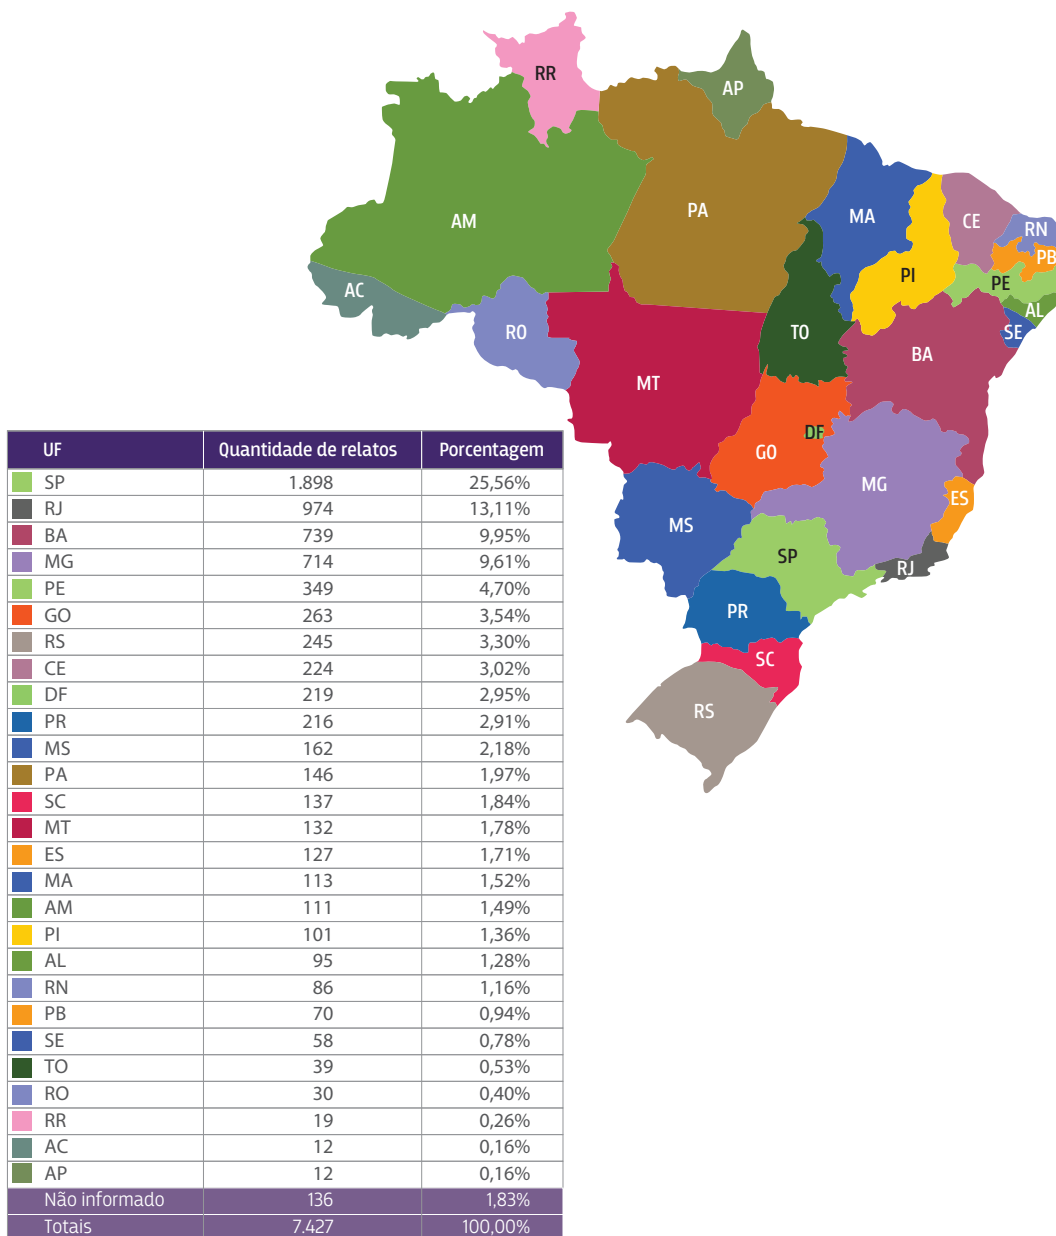 RR
AP
AM
PA
MA
CE
RN
PB
PI
PE
AL
SE
AC
RO
TO
BA
MT
DF
GO
MG
ES
MS
SP
RJ
PR
SC
RS
UF Quantidade de relatos Porcentagem
SP 1.898 25,56%
RJ 974 13,11%
BA 739 9,95%
MG 714 9,61%
PE 349 4,70%
GO 263 3,54%
RS 245 3,30%
CE 224 3,02%
DF 219 2,95%
PR 216 2,91%
MS 162 2,18%
PA 146 1,97%
SC 137 1,84%
MT 132 1,78%
ES 127 1,71%
MA 113 1,52%
AM 111 1,49%
PI 101 1,36%
AL 95 1,28%
RN 86 1,16%
PB 70 0,94%
SE 58 0,78%
TO 39 0,53%
RO 30 0,40%
RR 19 0,26%
AC 12 0,16%
AP 12 0,16%
Não informado 136 1,83%
Totais 7.427 100,00%